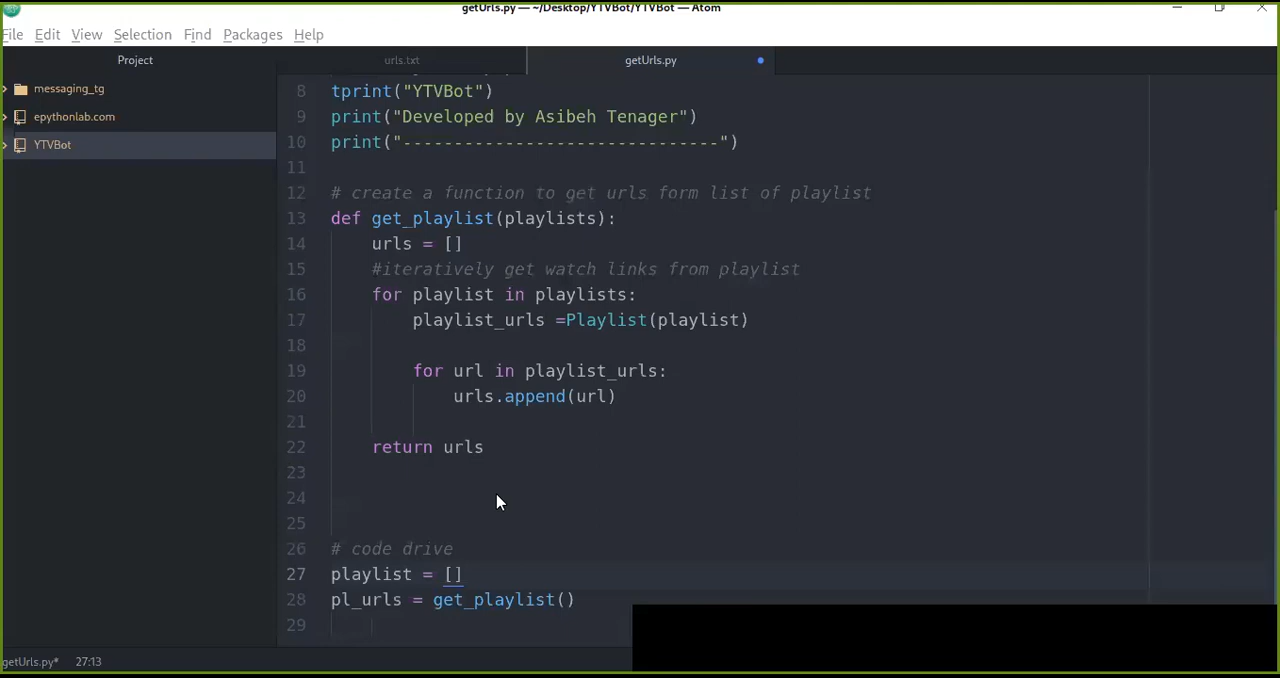 getUrls.py — ~/Desktop/YTVBot/YTVBot — Atom
File Edit View Selection Find Packages Help
Project
urls.txt
getUrls.py
messaging_tg
epythonlab.com
YTVBot
8 tprint("YTVBot")
9 print("Developed by Asibeh Tenager")
10 print("-------------------------------")
11
12 # create a function to get urls form list of playlist
13 def get_playlist(playlists):
14 urls = []
15 #iteratively get watch links from playlist
16 for playlist in playlists:
17 playlist_urls =Playlist(playlist)
18
19 for url in playlist_urls:
20 urls.append(url)
21
22 return urls
23
24
25
26 # code drive
27 playlist = []
28 pl_urls = get_playlist()
29
getUrls.py* 27:13